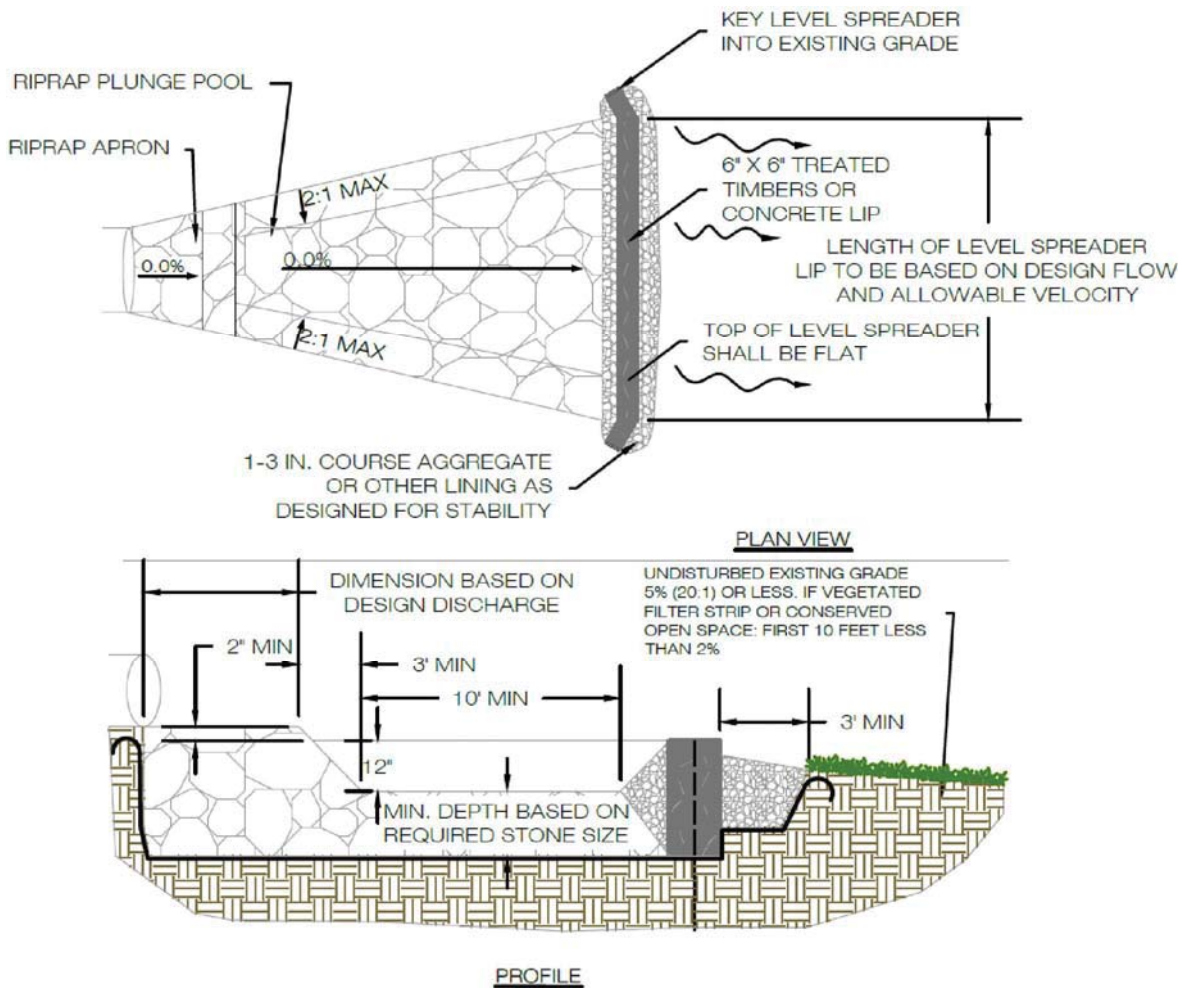 KEY LEVEL SPREADER
INTO EXISTING GRADE
RIPRAP PLUNGE POOL
RIPRAP APRON
2:1 MAX
6" X 6" TREATED
TIMBERS OR
CONCRETE LIP
0.0%
0.0%
LENGTH OF LEVEL SPREADER
LIP TO BE BASED ON DESIGN FLOW
AND ALLOWABLE VELOCITY
2:1 MAX
TOP OF LEVEL SPREADER
SHALL BE FLAT
1-3 IN. COURSE AGGREGATE
OR OTHER LINING AS
DESIGNED FOR STABILITY
PLAN VIEW
DIMENSION BASED ON
DESIGN DISCHARGE
UNDISTURBED EXISTING GRADE
5% (20:1) OR LESS. IF VEGETATED
FILTER STRIP OR CONSERVED
OPEN SPACE: FIRST 10 FEET LESS
THAN 2%
2" MIN
3' MIN
10' MIN
3' MIN
12"
MIN. DEPTH BASED ON
REQUIRED STONE SIZE
PROFILE